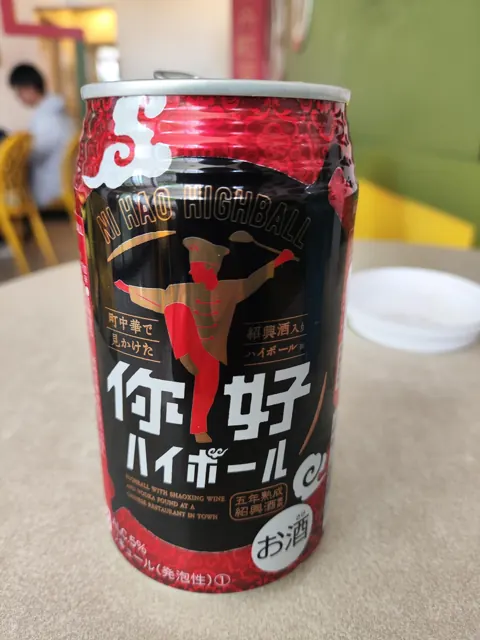 NI HAO HIGHBALL
町中華で
見かけた
紹興酒入り
ハイボール
你好
ハイボール
HIGHBALL WITH SHAOXING WINE
AND VODKA FOUND AT A
CHINESE RESTAURANT IN TOWN
五年熟成
紹興酒
お酒
キュール(発泡性)①